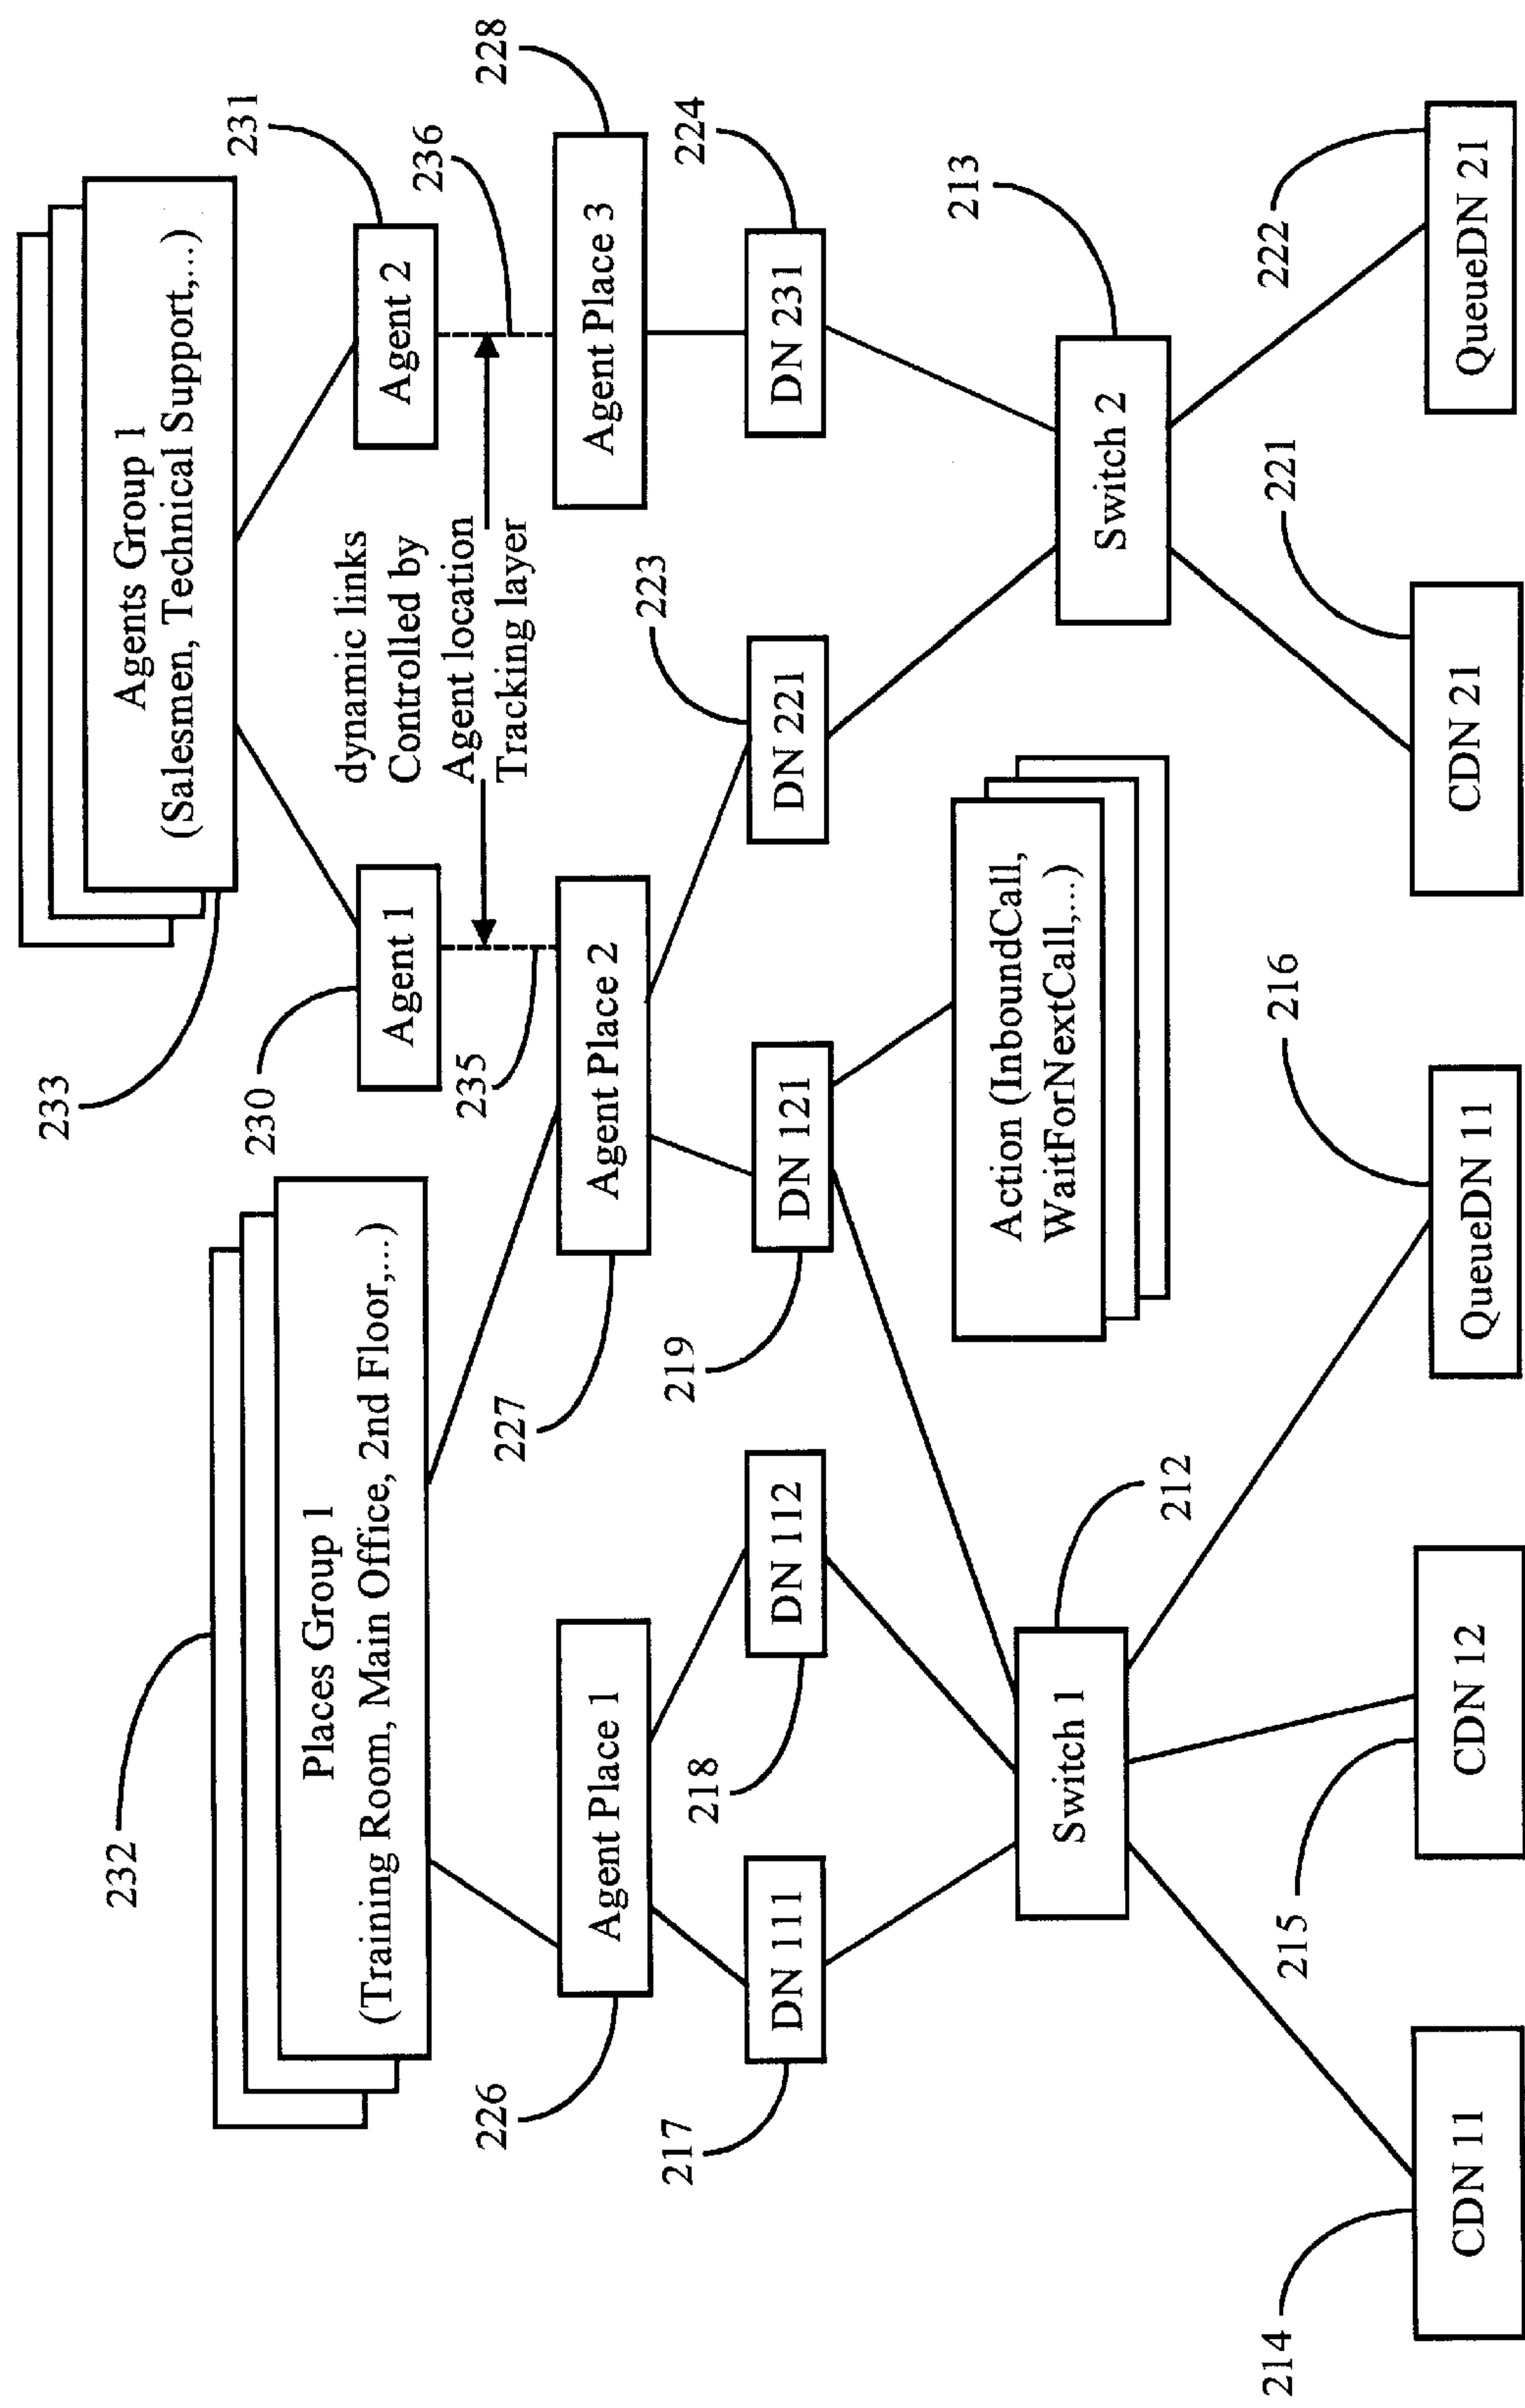 233
Agents Group 1
(Salesmen, Technical Support,...)
232
Places Group 1
(Training Room, Main Office, 2nd Floor,...)
230
Agent 1
231
Agent 2
235
dynamic links
Controlled by
Agent location
Tracking layer
236
226
Agent Place 1
227
Agent Place 2
Agent Place 3
228
217
DN 111
218
DN 112
219
DN 121
223
DN 221
224
DN 231
Action (InboundCall,
WaitForNextCall,...)
Switch 1
212
Switch 2
213
214
CDN 11
215
CDN 12
216
QueueDN 11
221
CDN 21
222
QueueDN 21